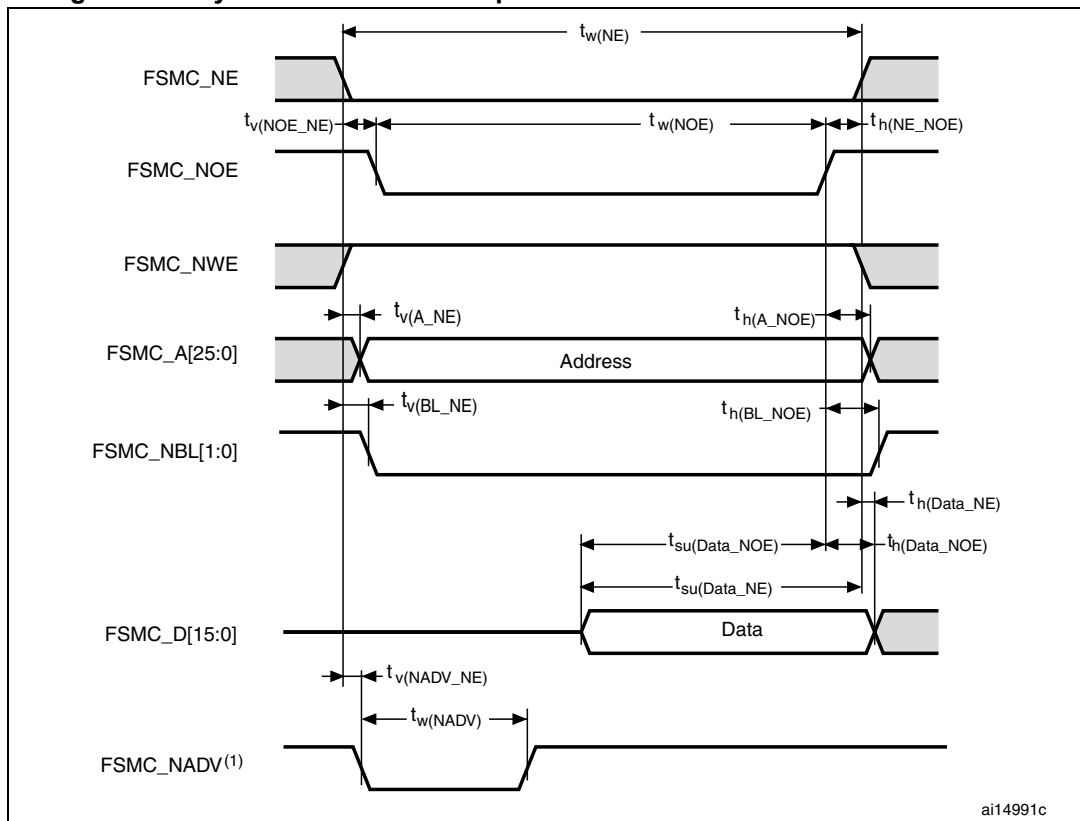 tw(NE)
FSMC_NE
tv(NOE_NE)
tw(NOE)
th(NE_NOE)
FSMC_NOE
FSMC_NWE
tv(A_NE)
th(A_NOE)
FSMC_A[25:0]
Address
tv(BL_NE)
th(BL_NOE)
FSMC_NBL[1:0]
th(Data_NE)
tsu(Data_NOE)
th(Data_NOE)
tsu(Data_NE)
FSMC_D[15:0]
Data
tv(NADV_NE)
tw(NADV)
FSMC_NADV(1)
ai14991c